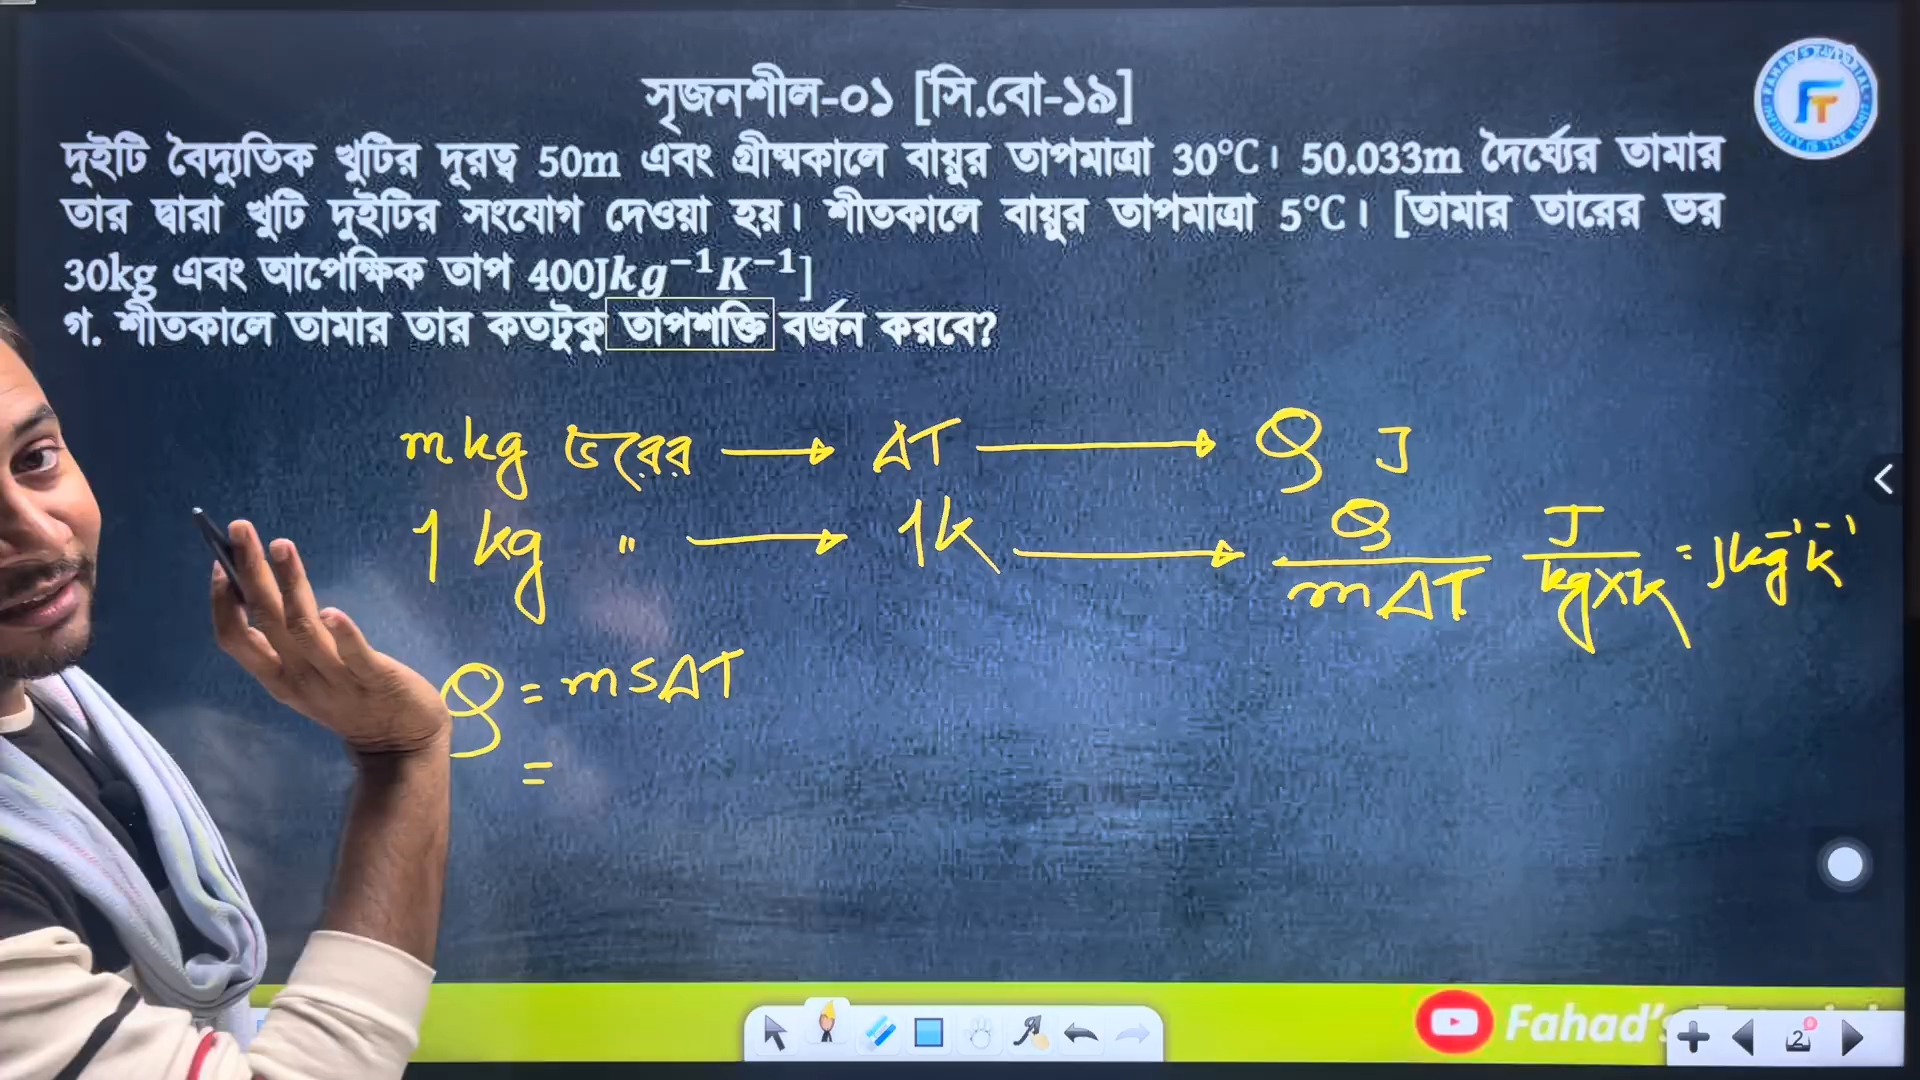 সৃজনশীল-০১ [সি.বো-১৯]
দুইটি বৈদ্যুতিক খুটির দূরত্ব 50m এবং গ্রীষ্মকালে বায়ুর তাপমাত্রা 30°C। 50.033m দৈর্ঘ্যের তামার
তার দ্বারা খুটি দুইটির সংযোগ দেওয়া হয়। শীতকালে বায়ুর তাপমাত্রা 5°C। [তামার তারের ভর
30kg এবং আপেক্ষিক তাপ 400Jkg⁻¹K⁻¹]
গ. শীতকালে তামার তার কতটুকু তাপশক্তি বর্জন করবে?
m kg ভরের → ΔT → Q J
1 kg " → 1K → Q/mΔT J/kg×K = Jkg⁻¹K⁻¹
Q = msΔT
=
FT
Fahad's
2